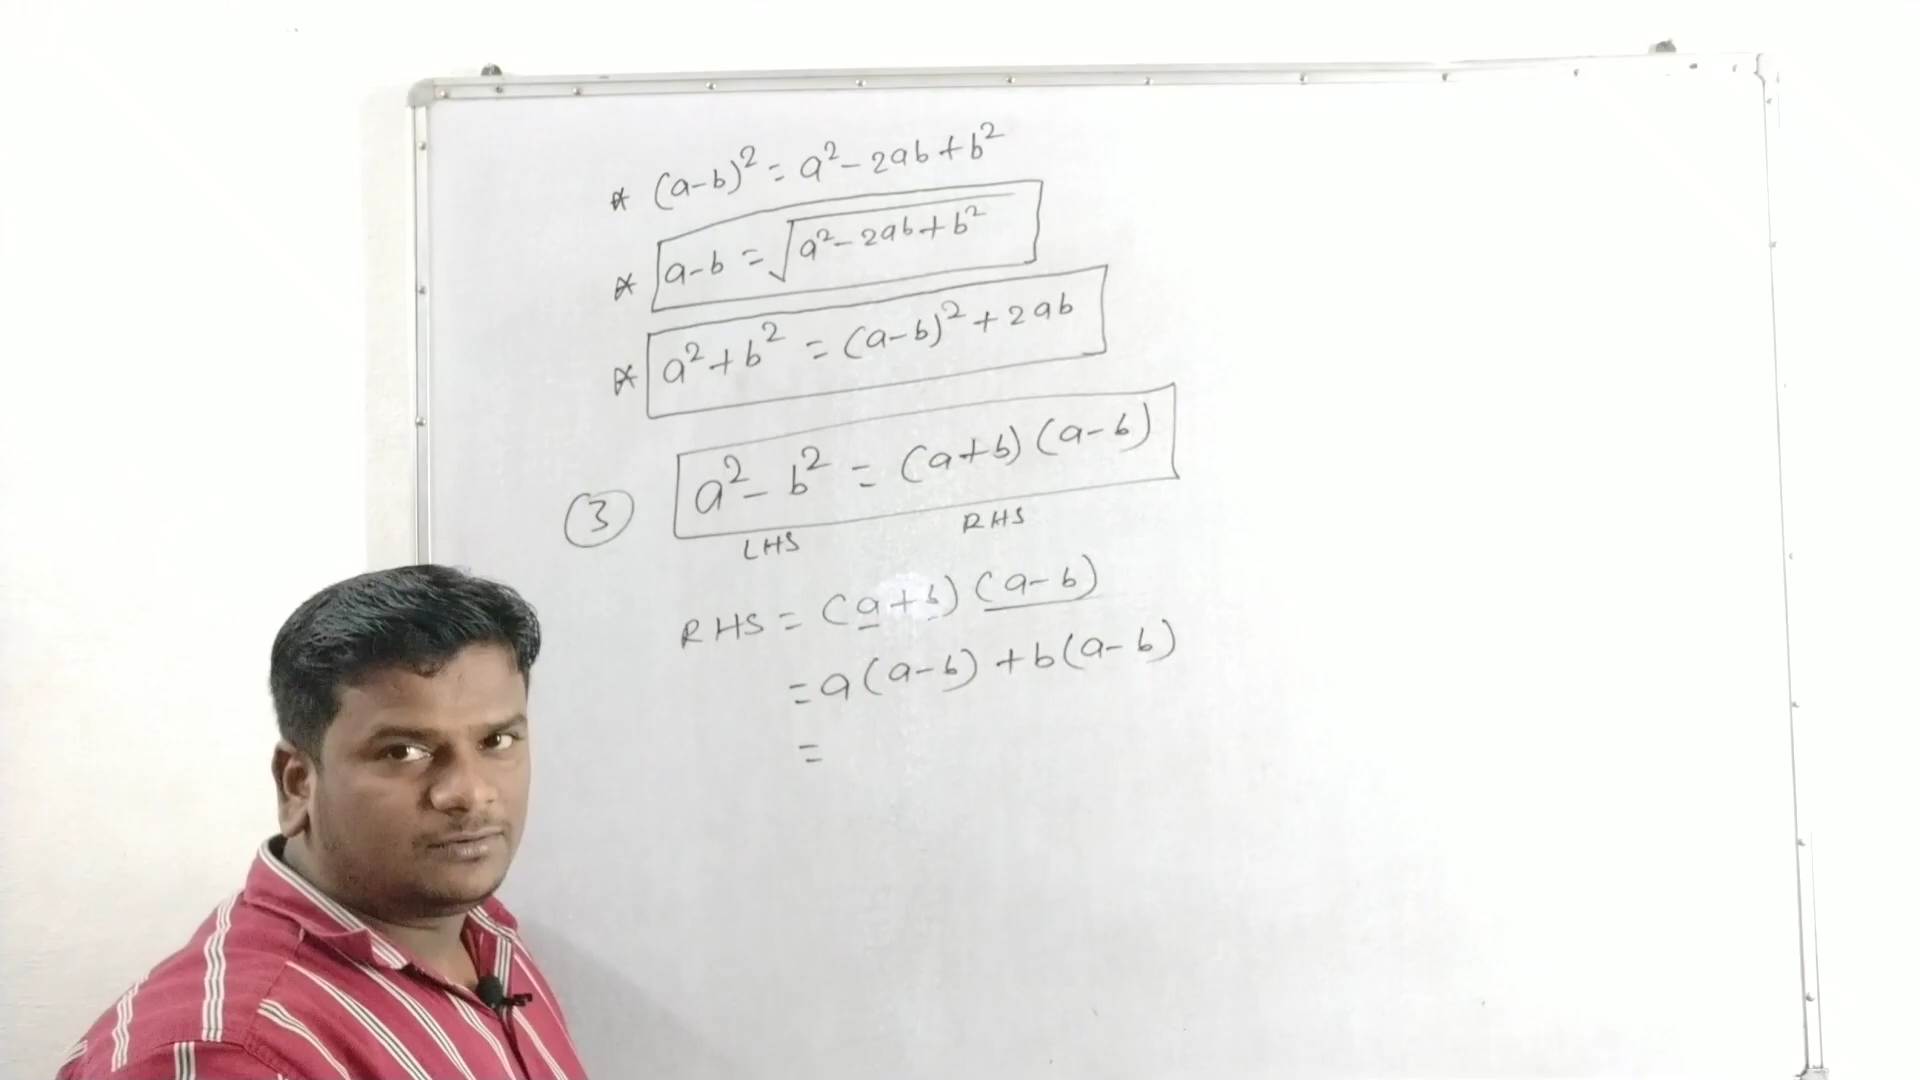 * (a-b)² = a² - 2ab + b²
* a-b = √a² - 2ab + b²
* a² + b² = (a-b)² + 2ab
③ a² - b² = (a+b) (a-b)
LHS RHS
RHS = (a+b) (a-b)
= a(a-b) + b(a-b)
=